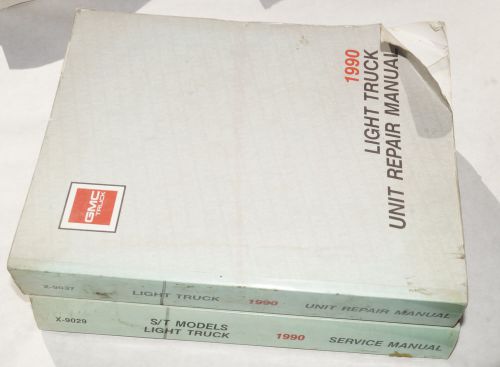 1990
LIGHT TRUCK
UNIT REPAIR MANUAL
GMC
TRUCK
X-9037 LIGHT TRUCK 1990 UNIT REPAIR MANUAL
X-9029 S/T MODELS
LIGHT TRUCK 1990 SERVICE MANUAL